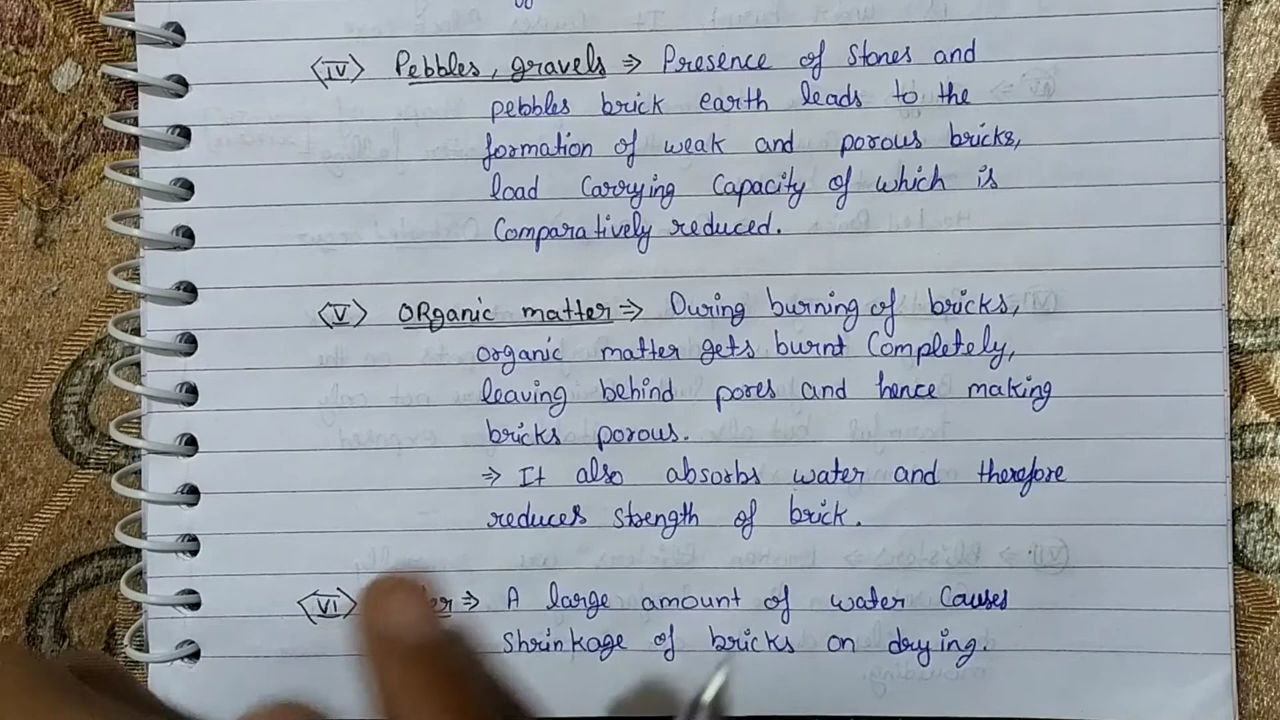 (IV) Pebbles, gravels ⇒ Presence of stones and
pebbles brick earth leads to the
formation of weak and porous bricks,
load carrying capacity of which is
comparatively reduced.
(V) ORganic matter ⇒ During burning of bricks,
organic matter gets burnt completely,
leaving behind pores and hence making
bricks porous.
⇒ It also absorbs water and therefore
reduces strength of brick.
(VI) ⇒ A large amount of water causes
shrinkage of bricks on drying.